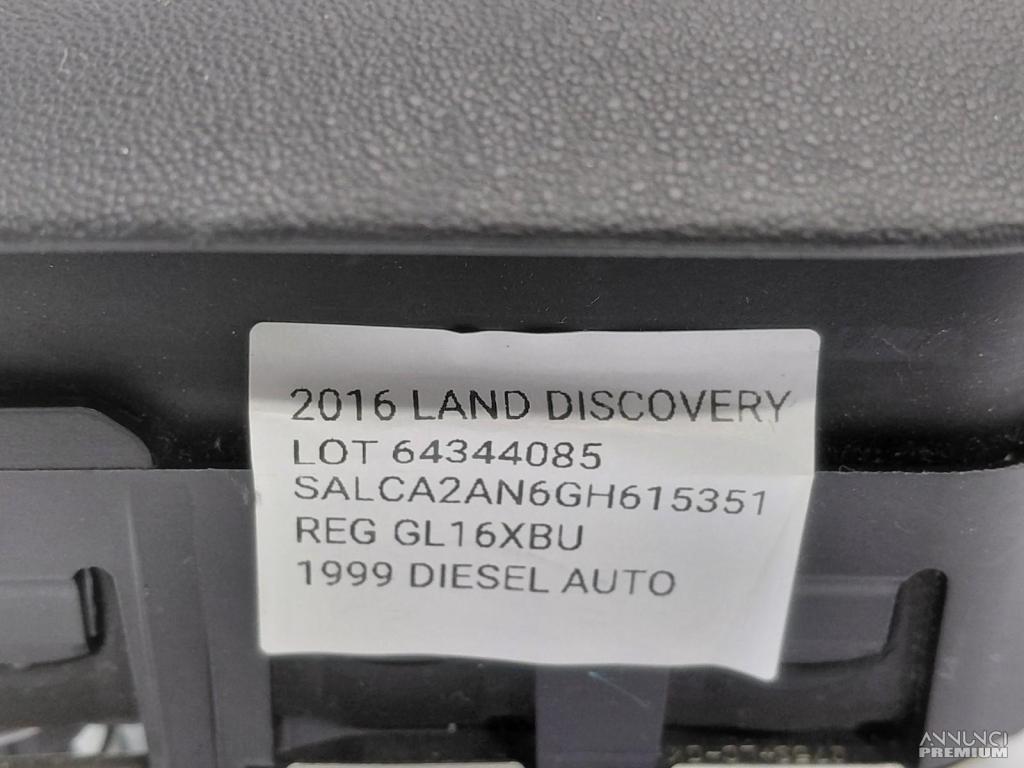 2016 LAND DISCOVERY
LOT 64344085
SALCA2AN6GH615351
REG GL16XBU
1999 DIESEL AUTO
ANNUNCI
PREMIUM